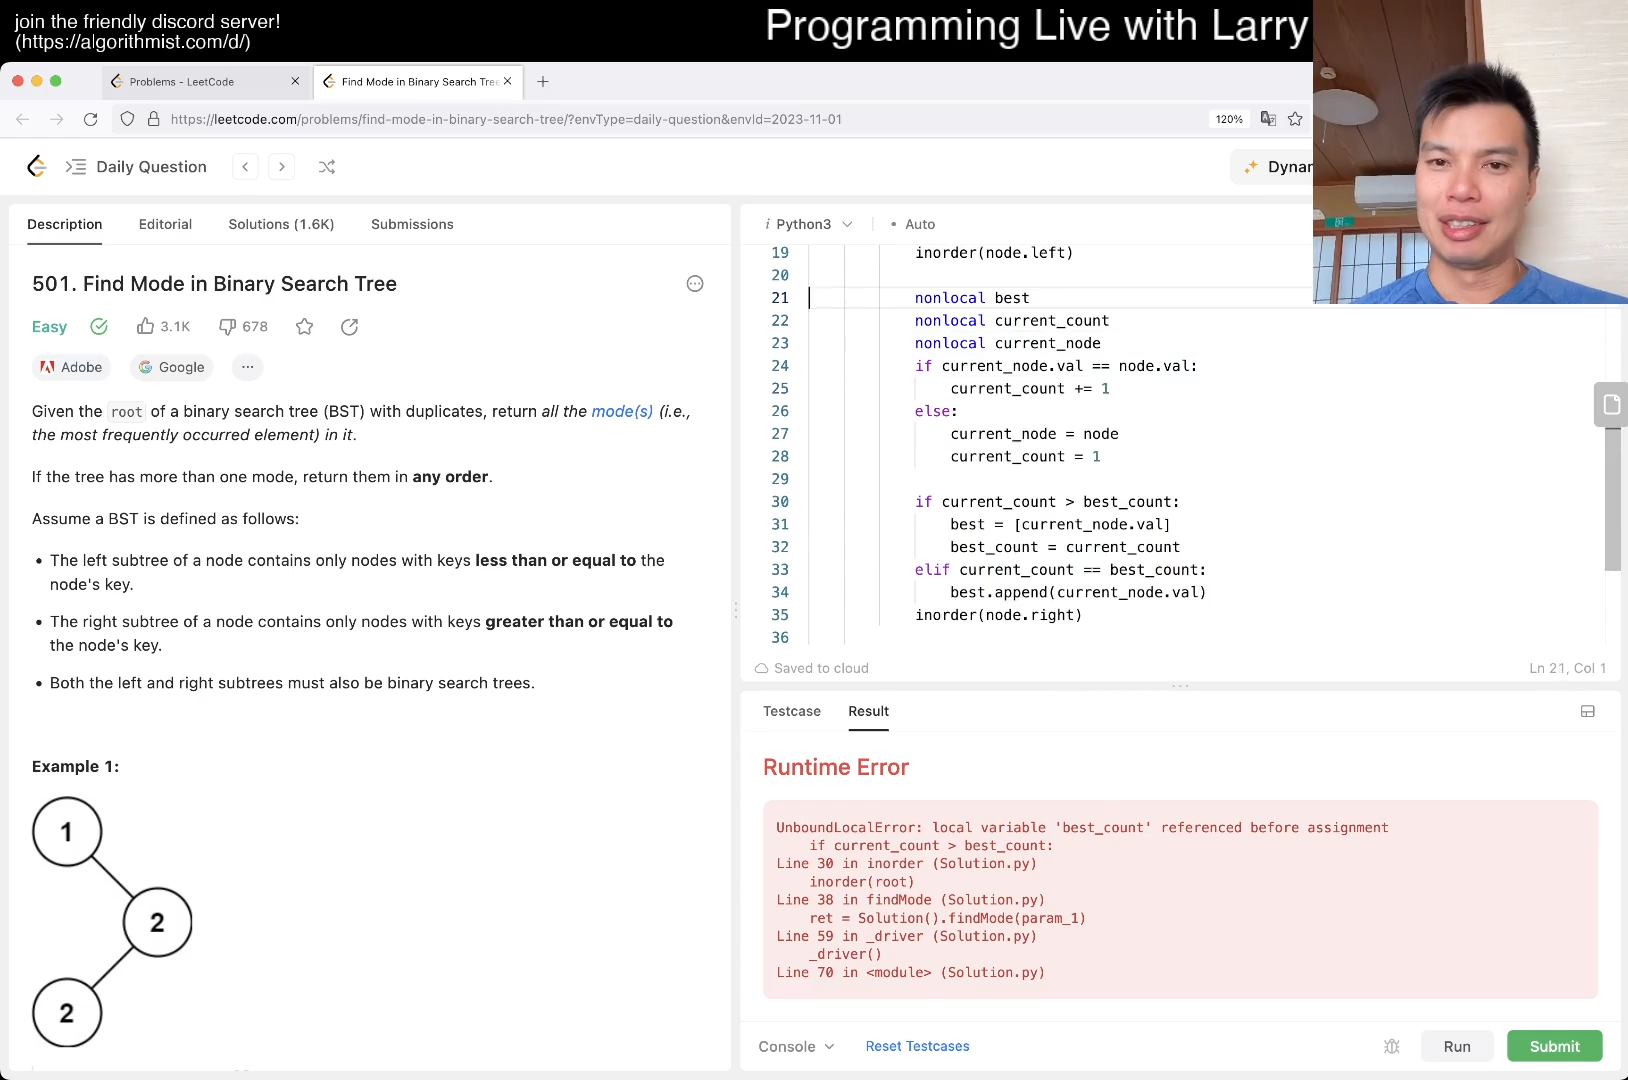 join the friendly discord server!
(https://algorithmist.com/d/)
Programming Live with Larry
Problems - LeetCode
Find Mode in Binary Search Tree
https://leetcode.com/problems/find-mode-in-binary-search-tree/?envType=daily-question&envId=2023-11-01
120%
Daily Question
Dynam
Description
Editorial
Solutions (1.6K)
Submissions
501. Find Mode in Binary Search Tree
Easy
3.1K
678
Adobe
Google
...
Given the root of a binary search tree (BST) with duplicates, return all the mode(s) (i.e.,
the most frequently occurred element) in it.
If the tree has more than one mode, return them in any order.
Assume a BST is defined as follows:
• The left subtree of a node contains only nodes with keys less than or equal to the
node's key.
• The right subtree of a node contains only nodes with keys greater than or equal to
the node's key.
• Both the left and right subtrees must also be binary search trees.
Example 1:
1
2
2
i Python3
• Auto
19 inorder(node.left)
20
21 nonlocal best
22 nonlocal current_count
23 nonlocal current_node
24 if current_node.val == node.val:
25 current_count += 1
26 else:
27 current_node = node
28 current_count = 1
29
30 if current_count > best_count:
31 best = [current_node.val]
32 best_count = current_count
33 elif current_count == best_count:
34 best.append(current_node.val)
35 inorder(node.right)
36
Saved to cloud
Ln 21, Col 1
Testcase
Result
Runtime Error
UnboundLocalError: local variable 'best_count' referenced before assignment
if current_count > best_count:
Line 30 in inorder (Solution.py)
inorder(root)
Line 38 in findMode (Solution.py)
ret = Solution().findMode(param_1)
Line 59 in _driver (Solution.py)
_driver()
Line 70 in <module> (Solution.py)
Console
Reset Testcases
Run
Submit